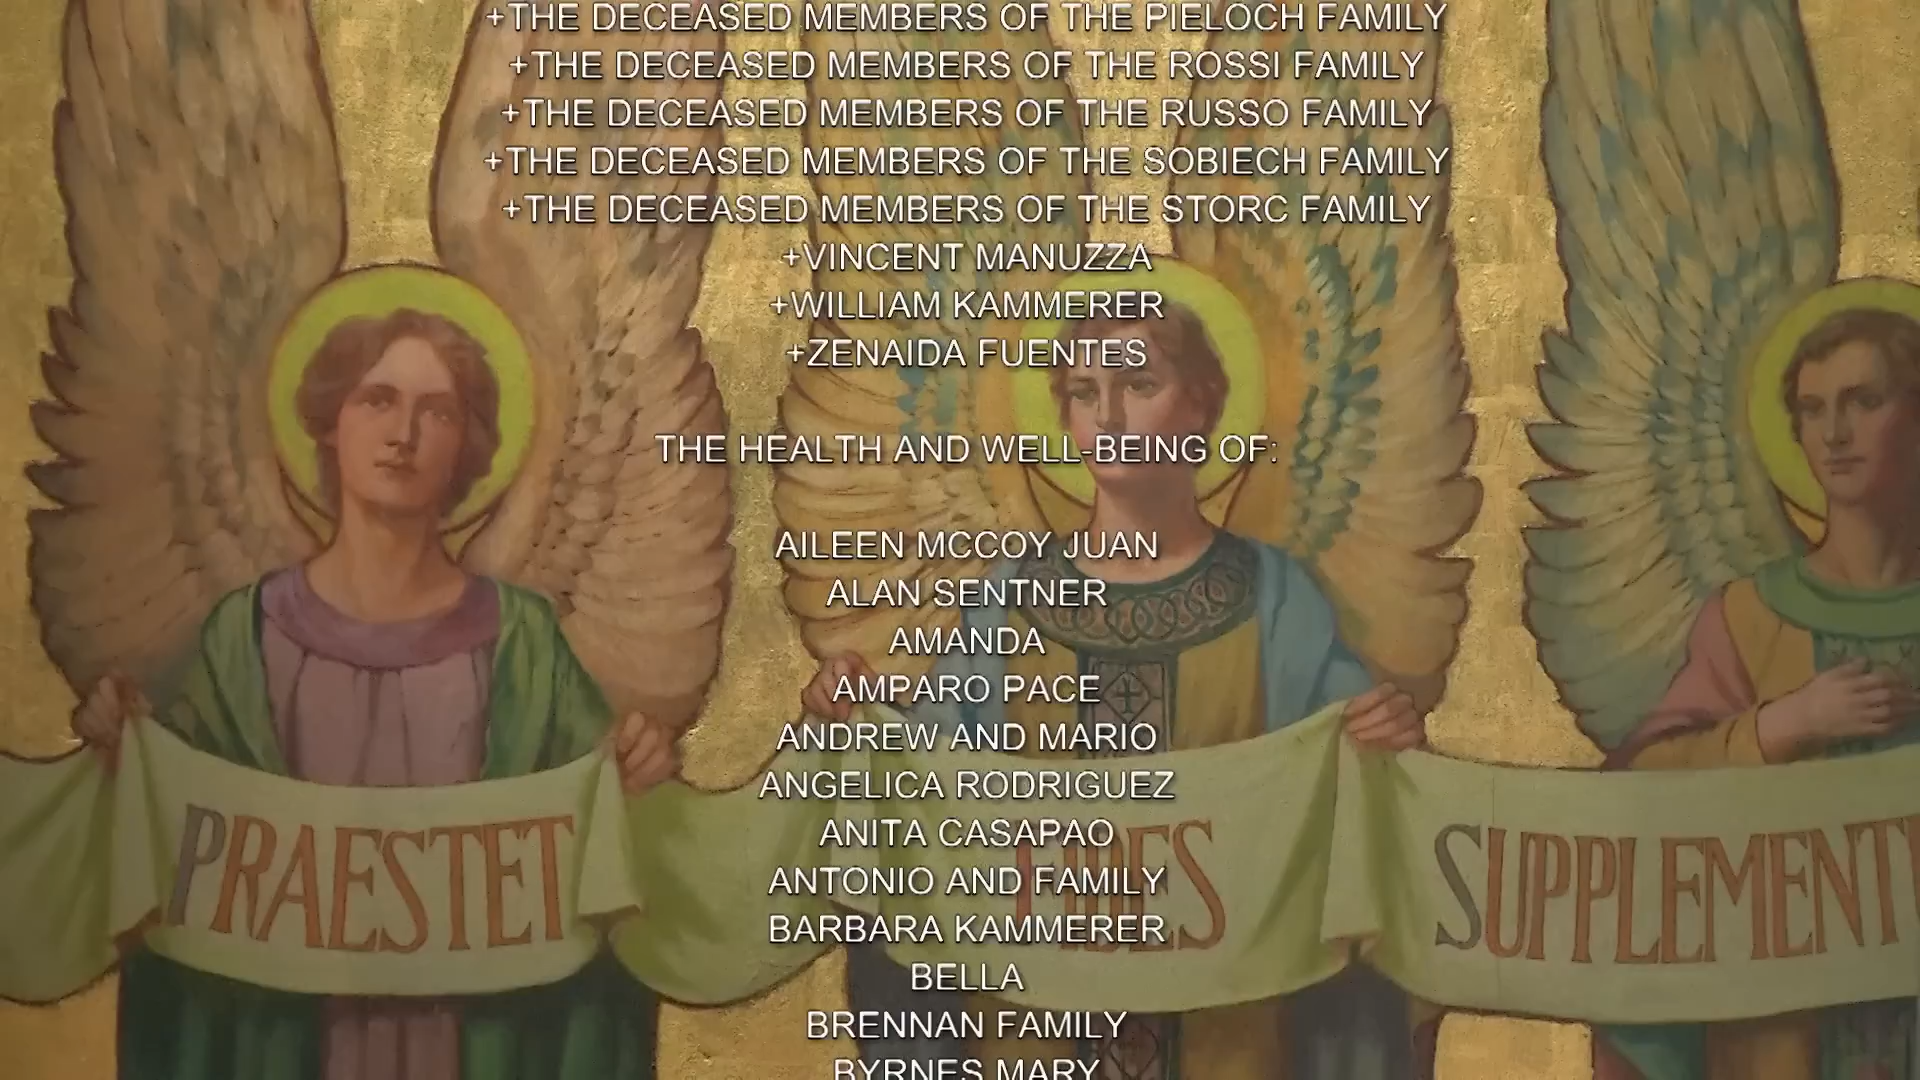 +THE DECEASED MEMBERS OF THE PIELOCH FAMILY
+THE DECEASED MEMBERS OF THE ROSSI FAMILY
+THE DECEASED MEMBERS OF THE RUSSO FAMILY
+THE DECEASED MEMBERS OF THE SOBIECH FAMILY
+THE DECEASED MEMBERS OF THE STORC FAMILY
+VINCENT MANUZZA
+WILLIAM KAMMERER
+ZENAIDA FUENTES
THE HEALTH AND WELL-BEING OF:
AILEEN MCCOY JUAN
ALAN SENTNER
AMANDA
AMPARO PACE
ANDREW AND MARIO
ANGELICA RODRIGUEZ
ANITA CASAPAO
ANTONIO AND FAMILY
BARBARA KAMMERER
BELLA
BRENNAN FAMILY
BYRNES MARY
PRAESTET FIDES SUPPLEMENT